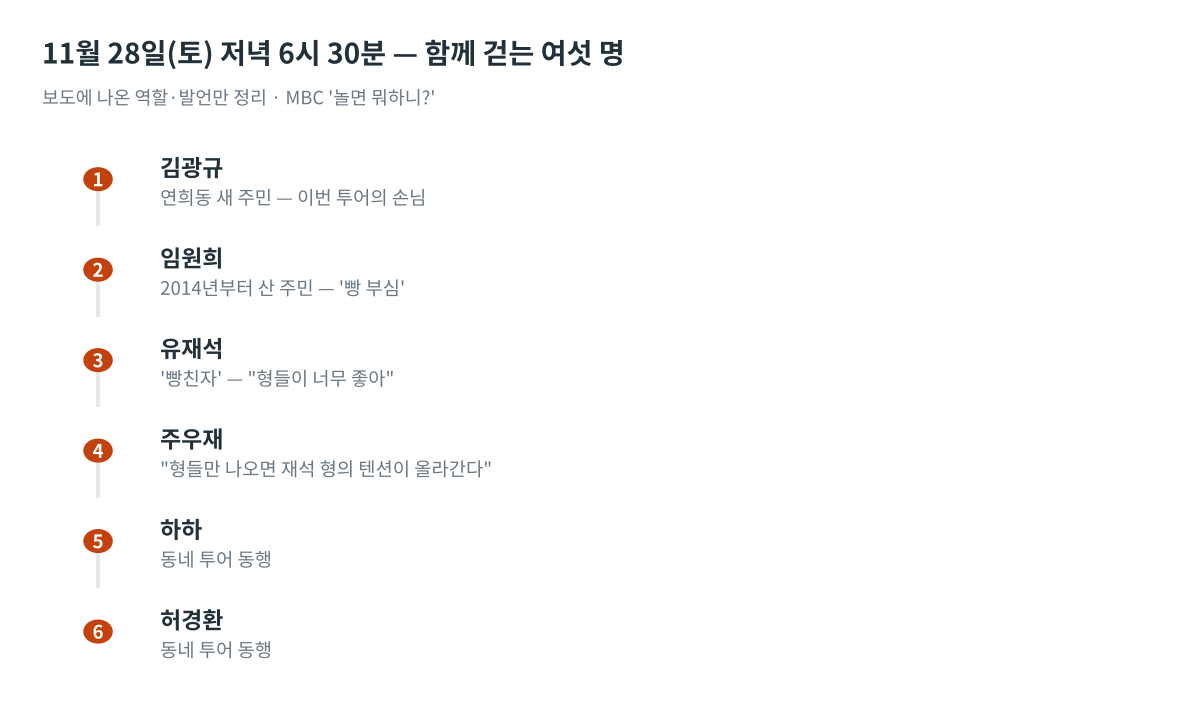 11월 28일(토) 저녁 6시 30분 — 함께 걷는 여섯 명
보도에 나온 역할·발언만 정리 · MBC '놀면 뭐하니?'
1
김광규
연희동 새 주민 — 이번 투어의 손님
2
임원희
2014년부터 산 주민 — '빵 부심'
3
유재석
'빵친자' — "형들이 너무 좋아"
4
주우재
"형들만 나오면 재석 형의 텐션이 올라간다"
5
하하
동네 투어 동행
6
허경환
동네 투어 동행